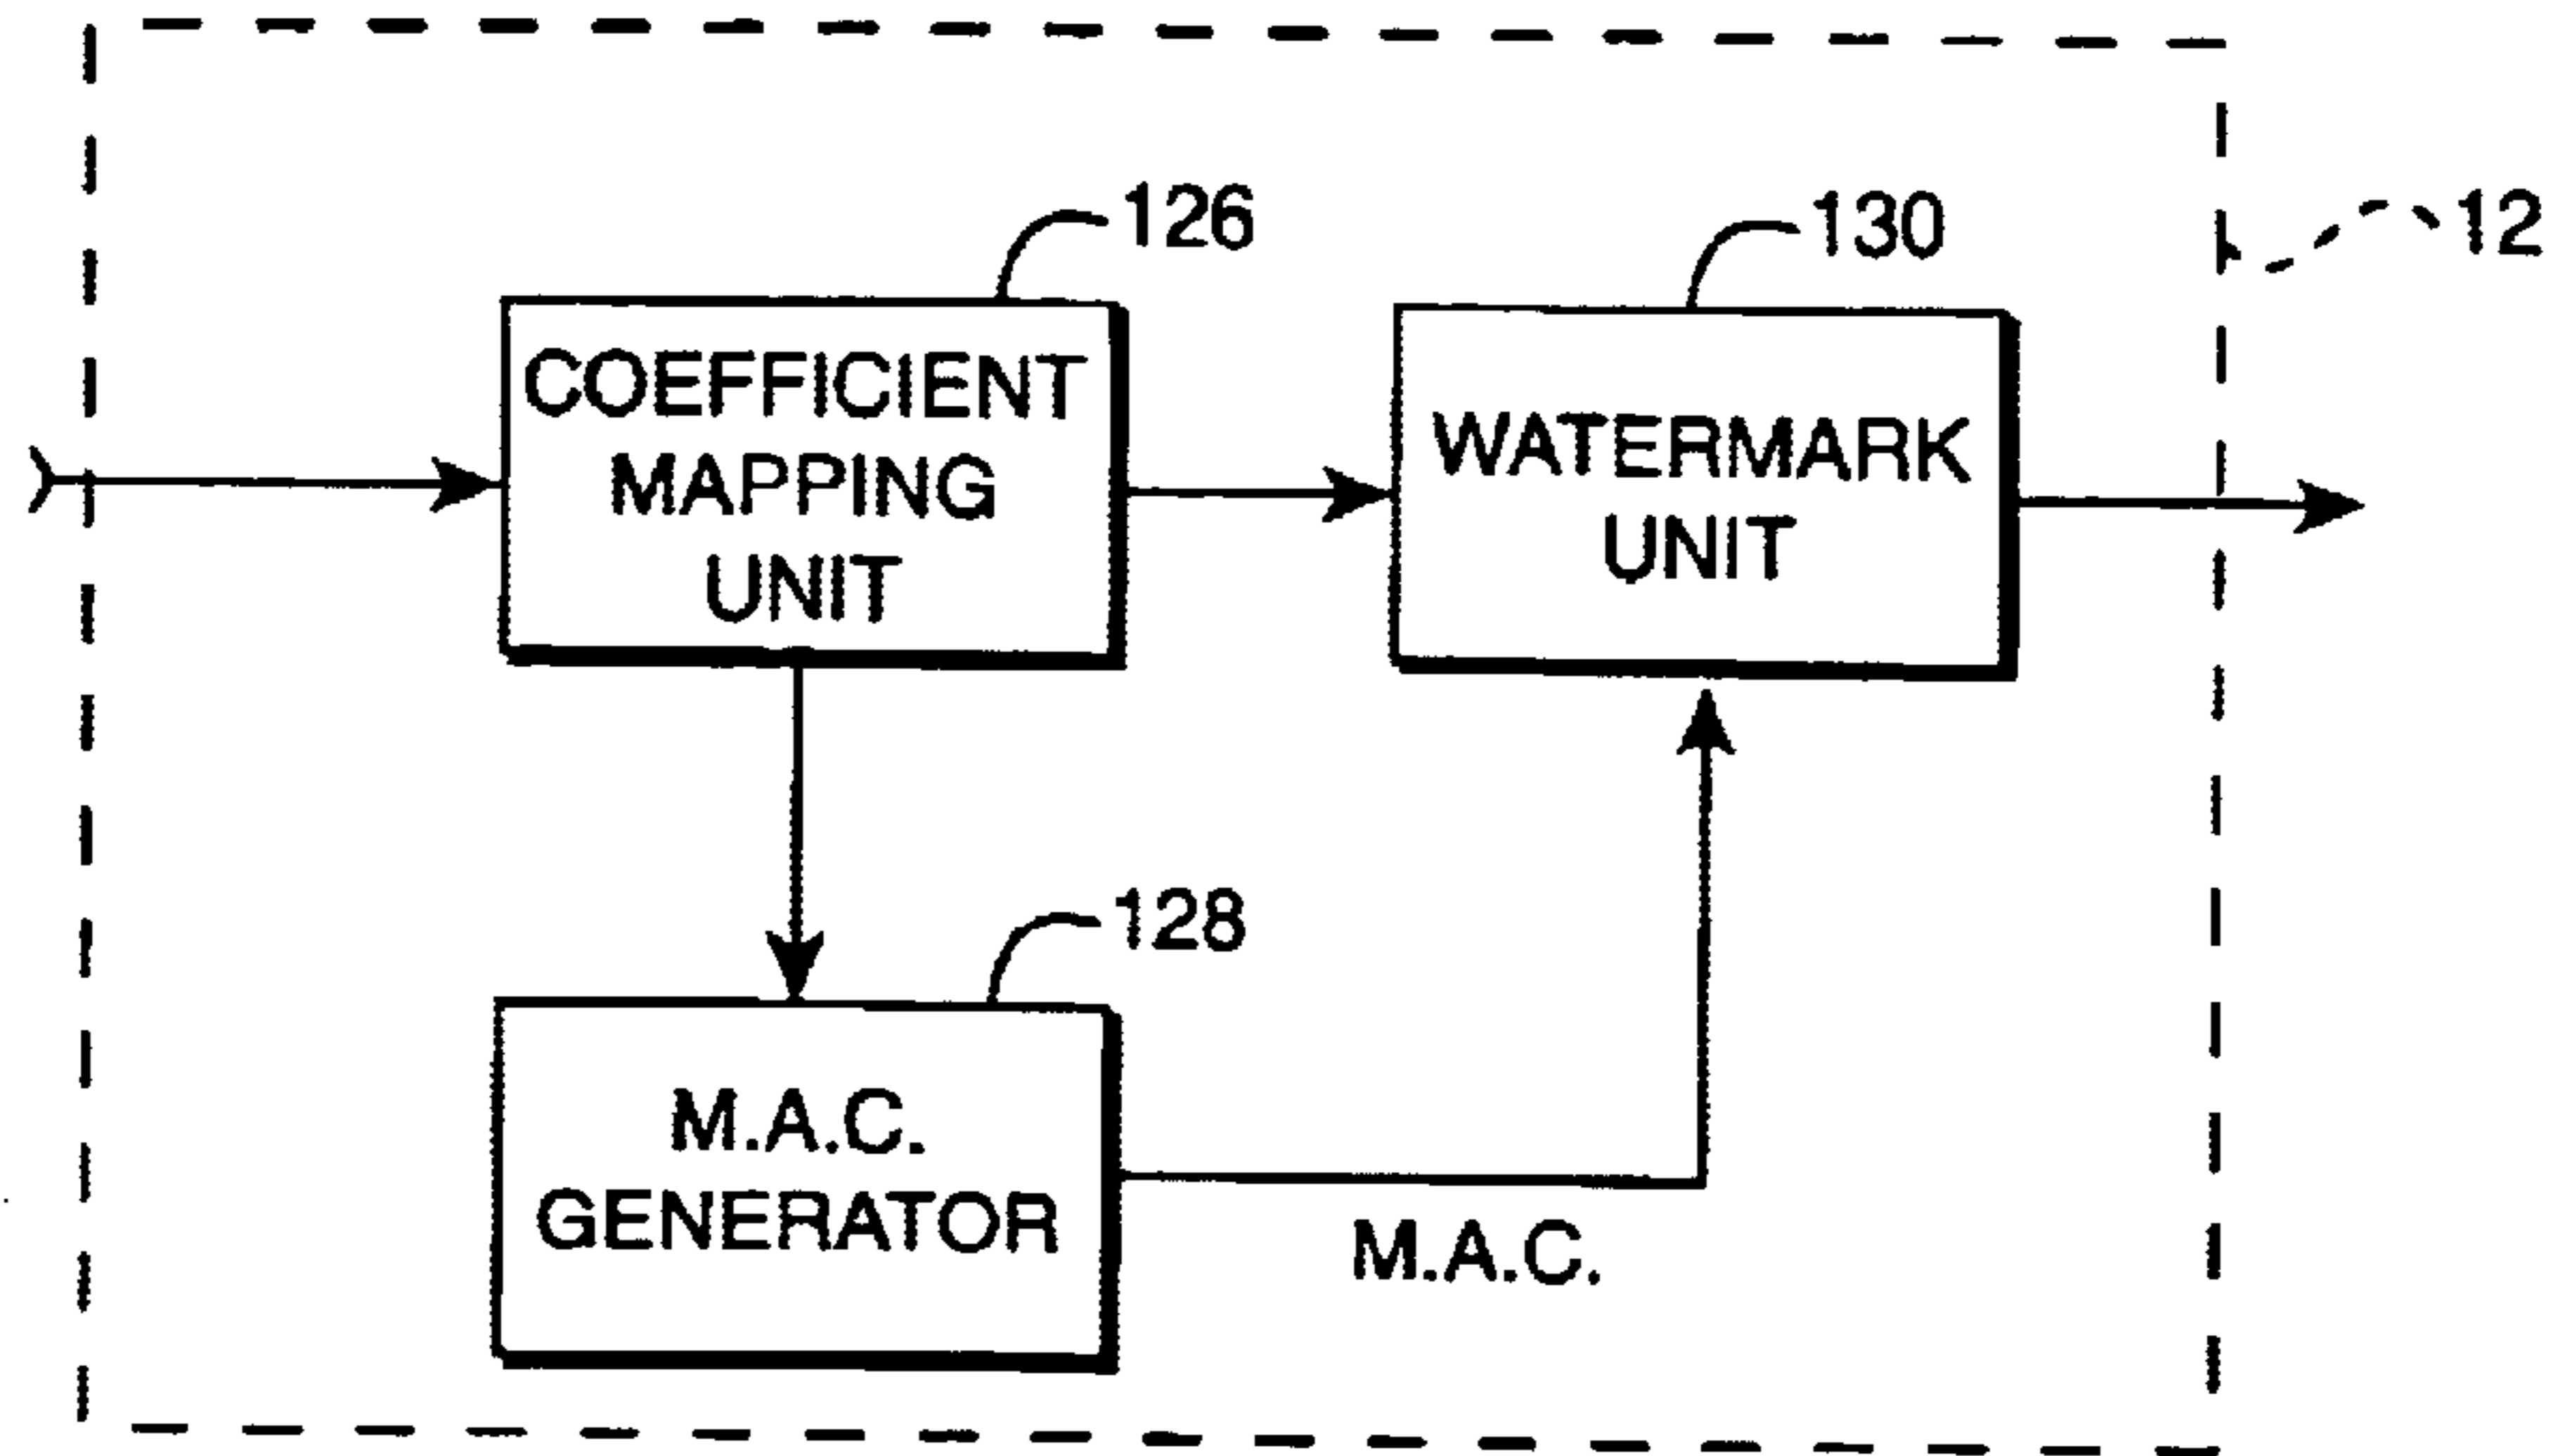 126
130
12
COEFFICIENT
MAPPING
UNIT
WATERMARK
UNIT
128
M.A.C.
GENERATOR
M.A.C.